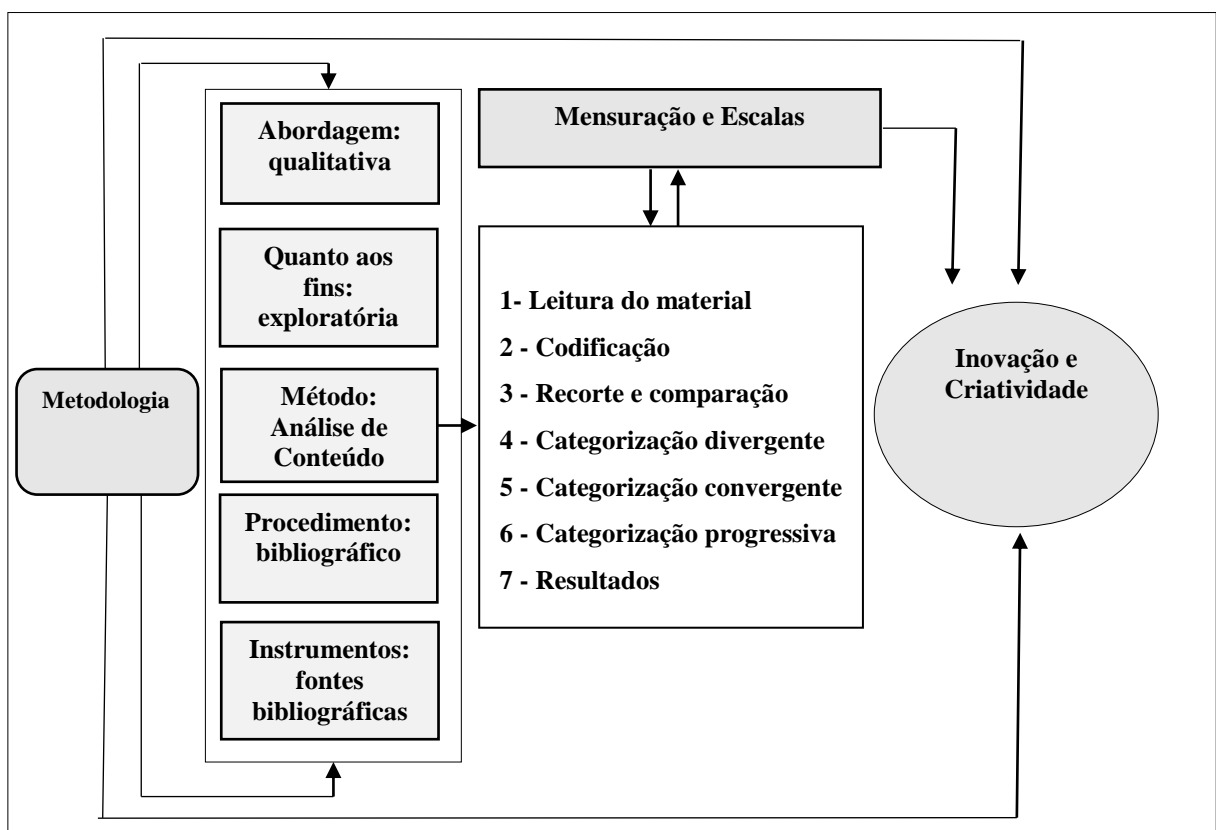 Metodologia
Abordagem:
qualitativa
Quanto aos
fins:
exploratória
Método:
Análise de
Conteúdo
Procedimento:
bibliográfico
Instrumentos:
fontes
bibliográficas
Mensuração e Escalas
1- Leitura do material
2 - Codificação
3 - Recorte e comparação
4 - Categorização divergente
5 - Categorização convergente
6 - Categorização progressiva
7 - Resultados
Inovação e
Criatividade